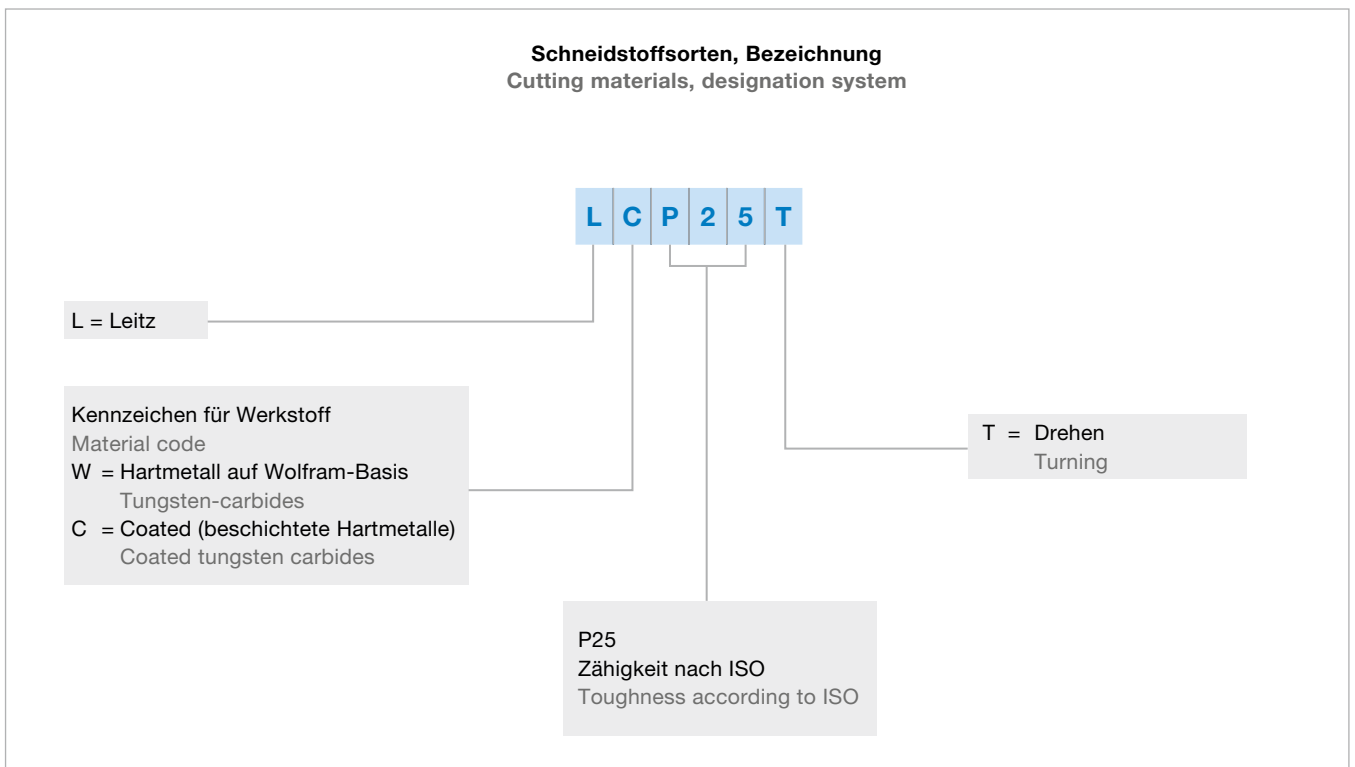 Schneidstoffsorten, Bezeichnung
Cutting materials, designation system
L C P 2 5 T
L = Leitz
Kennzeichen für Werkstoff
Material code
W = Hartmetall auf Wolfram-Basis
Tungsten-carbides
C = Coated (beschichtete Hartmetalle)
Coated tungsten carbides
T = Drehen
Turning
P25
Zähigkeit nach ISO
Toughness according to ISO